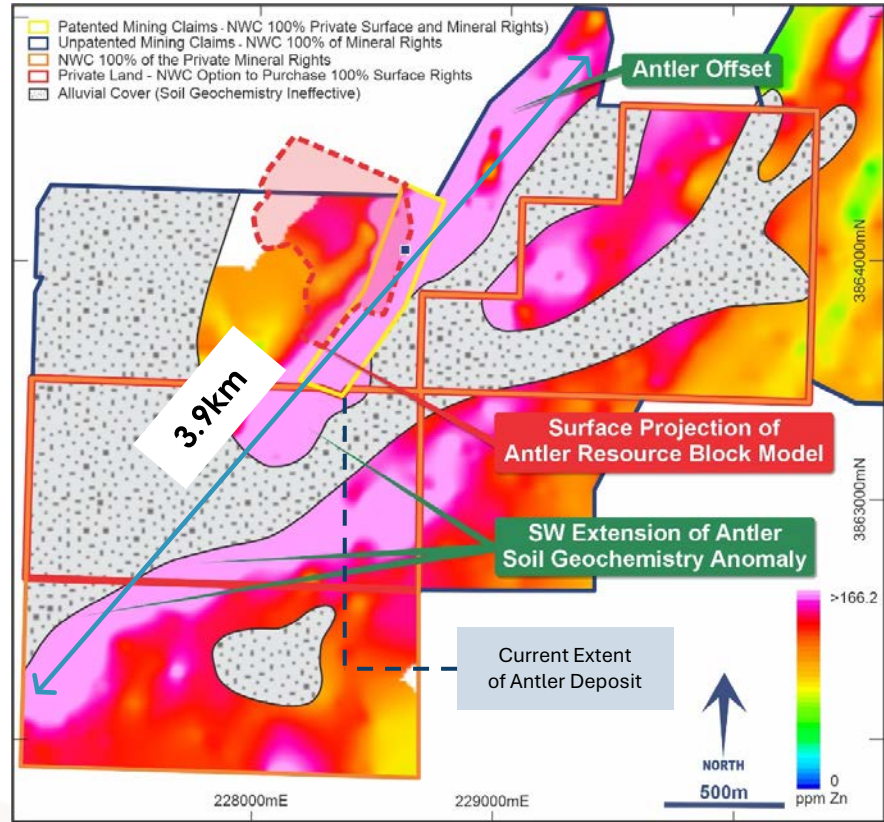 Patented Mining Claims - NWC 100% Private Surface and Mineral Rights)
Unpatented Mining Claims - NWC 100% of Mineral Rights
NWC 100% of the Private Mineral Rights
Private Land - NWC Option to Purchase 100% Surface Rights
Alluvial Cover (Soil Geochemistry Ineffective)
Antler Offset
3864000mN
3.9km
Surface Projection of
Antler Resource Block Model
3863000mN
SW Extension of Antler
Soil Geochemistry Anomaly
>166.2
Current Extent
of Antler Deposit
NORTH
0
ppm Zn
500m
228000mE
229000mE